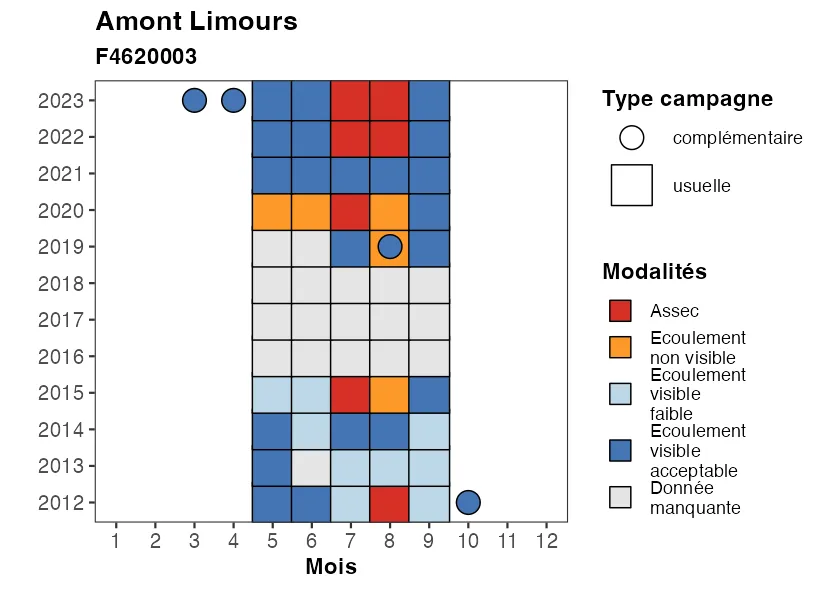 Amont Limours
F4620003
2023
2022
2021
2020
2019
2018
2017
2016
2015
2014
2013
2012
1 2 3 4 5 6 7 8 9 10 11 12
Mois
Type campagne
complémentaire
usuelle
Modalités
Assec
Ecoulement
non visible
Ecoulement
visible
faible
Ecoulement
visible
acceptable
Donnée
manquante